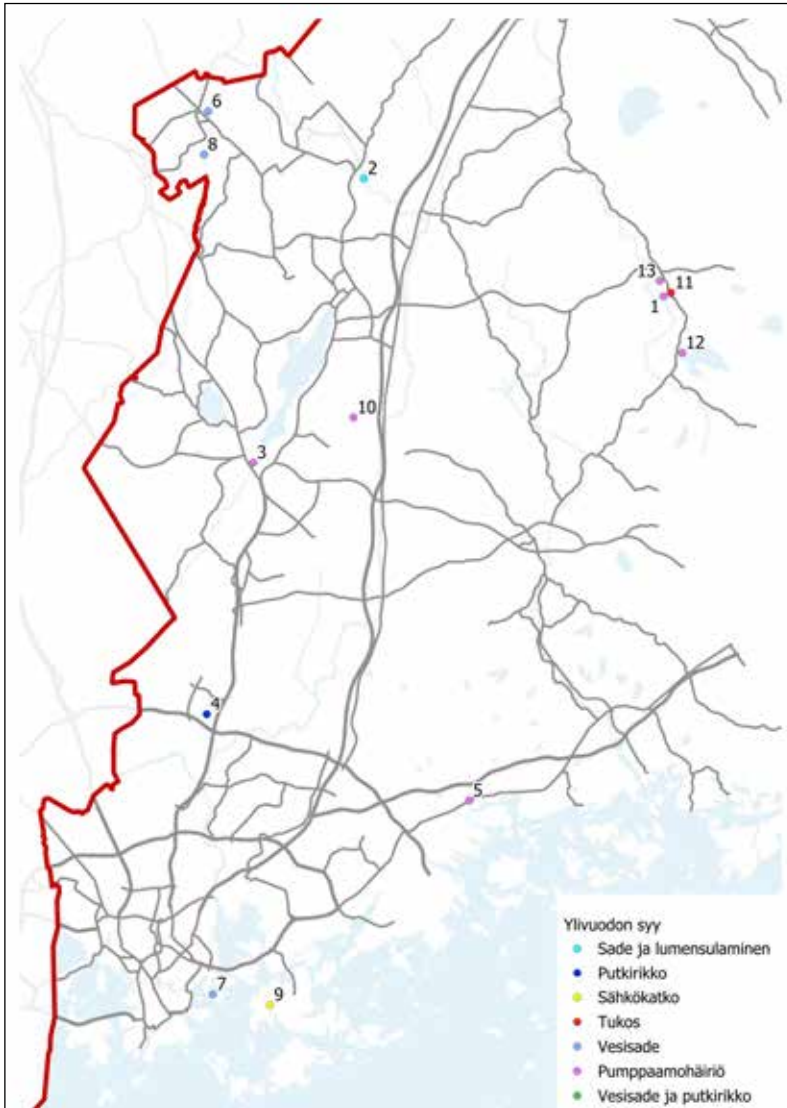 6
8
2
13
11
1
12
10
3
4
5
7
9
Ylivuodon syy
Sade ja lumensulaminen
Putkirikko
Sähkökatko
Tukos
Vesisade
Pumppaamohäiriö
Vesisade ja putkirikko